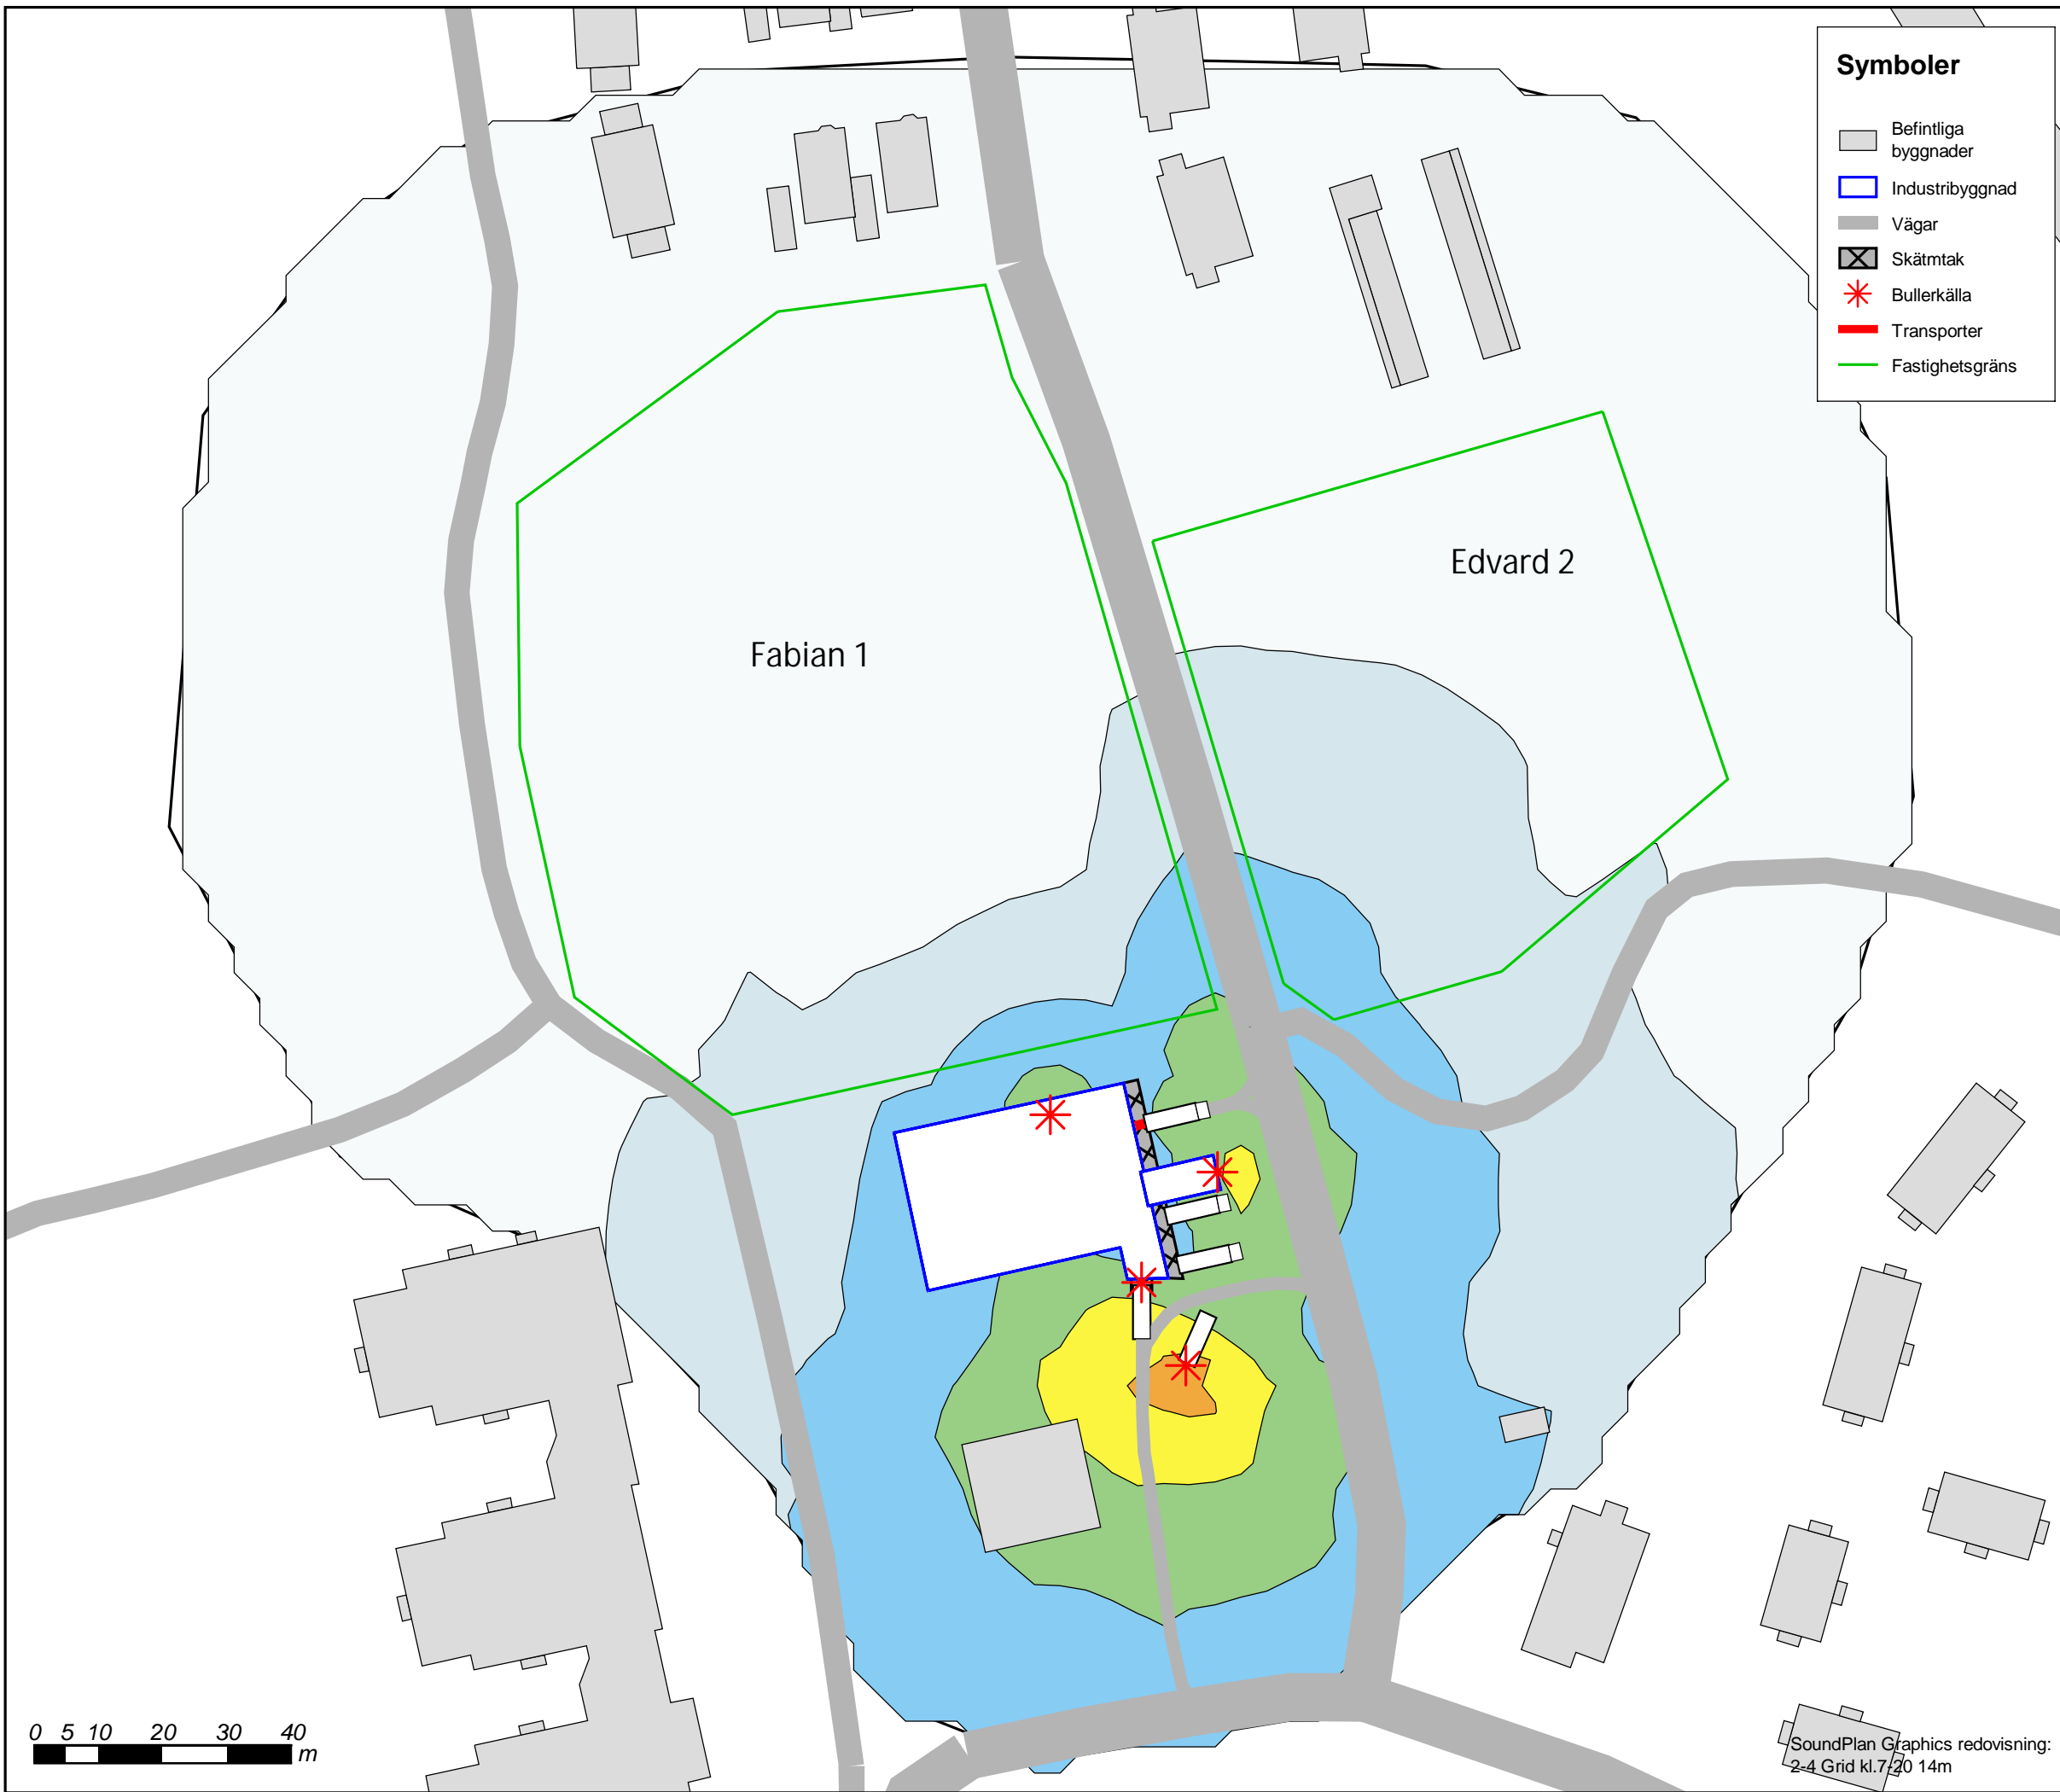 Symboler
Befintliga
byggnader
Industribyggnad
Vägar
Skätmtak
Bullerkälla
Transporter
Fastighetsgräns
Edvard 2
Fabian 1
0 5 10 20 30 40
m
SoundPlan Graphics redovisning:
2-4 Grid kl.7-20 14m